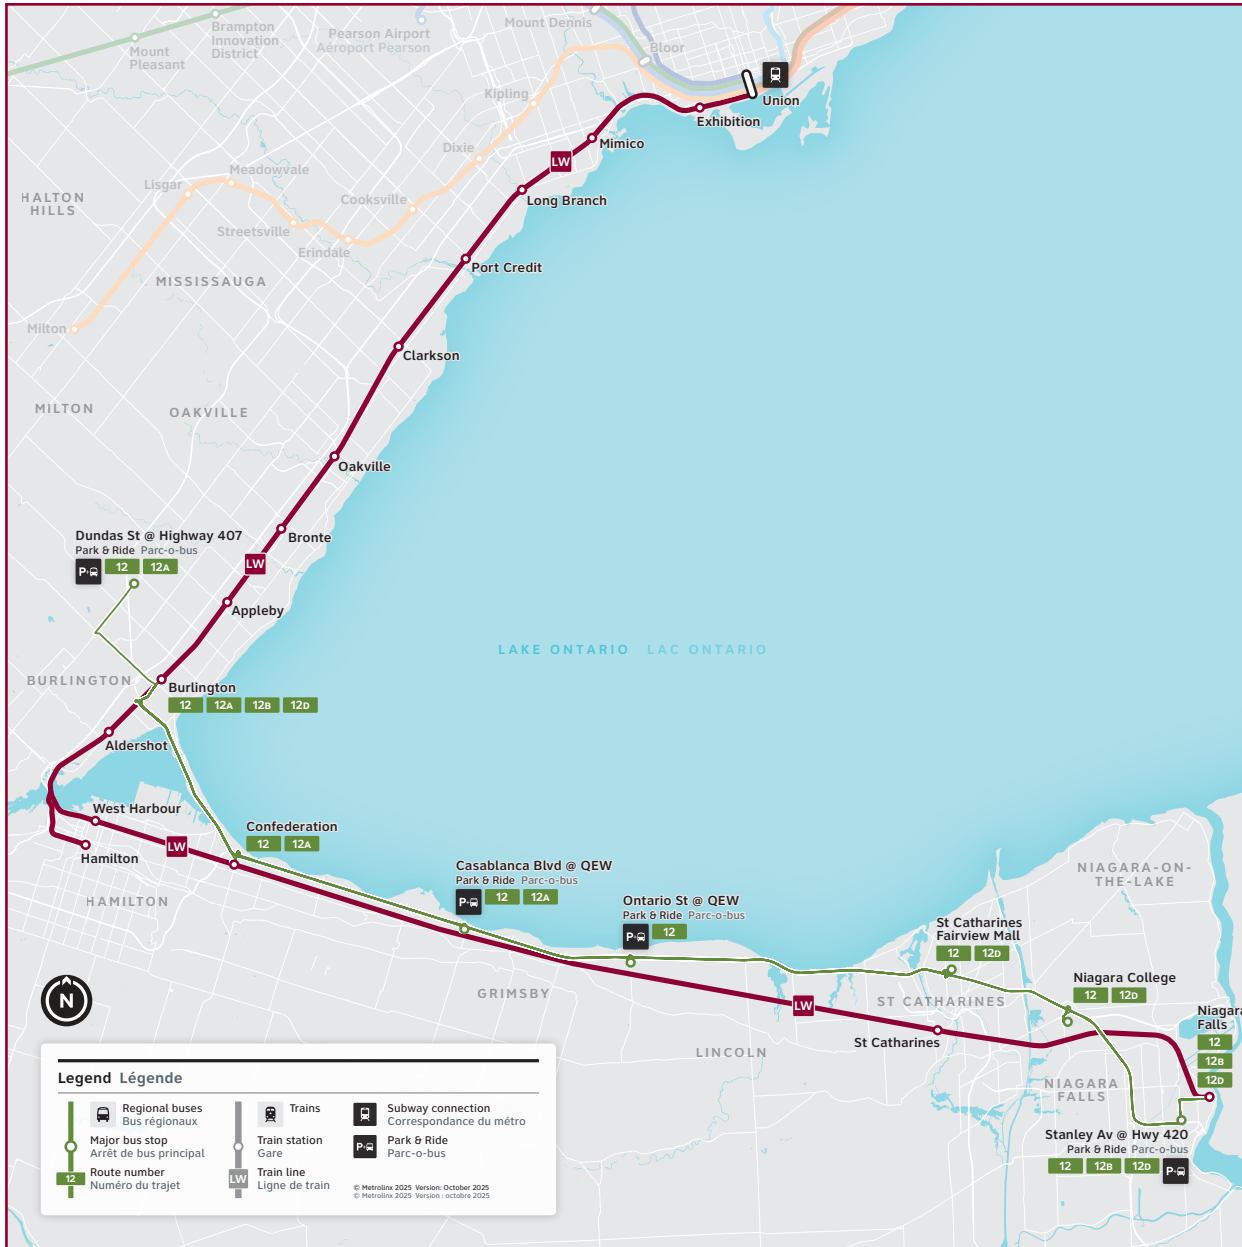 Brampton
Innovation
District
Mount
Pleasant
Pearson Airport
Aéroport Pearson
Mount Dennis
Bloor
Union
Exhibition
Kipling
Mimico
LW
Dixie
Long Branch
Meadowvale
Lisgar
Cooksville
Streetsville
Erindale
HALTON
HILLS
Port Credit
MISSISSAUGA
Milton
Clarkson
MILTON
OAKVILLE
Oakville
Dundas St @ Highway 407
Park & Ride Parc-o-bus
P 12 12A
Bronte
LW
Appleby
LAKE ONTARIO LAC ONTARIO
BURLINGTON
Burlington
12 12A 12B 12D
Aldershot
West Harbour
LW
Hamilton
Confederation
12 12A
HAMILTON
Casablanca Blvd @ QEW
Park & Ride Parc-o-bus
P 12 12A
Ontario St @ QEW
Park & Ride Parc-o-bus
P 12
NIAGARA-ON-
THE-LAKE
St Catharines
Fairview Mall
12 12D
Niagara College
12 12D
GRIMSBY
LW
ST CATHARINES
St Catharines
LINCOLN
Niagara
Falls
12
12B
12D
NIAGARA
FALLS
Stanley Av @ Hwy 420
Park & Ride Parc-o-bus
12 12B 12D P
N
Legend Légende
Regional buses
Bus régionaux
Major bus stop
Arrêt de bus principal
12
Route number
Numéro du trajet
Trains
Train station
Gare
LW
Train line
Ligne de train
Subway connection
Correspondance du métro
P
Park & Ride
Parc-o-bus
© Metrolinx 2025 Version: October 2025
© Metrolinx 2025 Version : octobre 2025